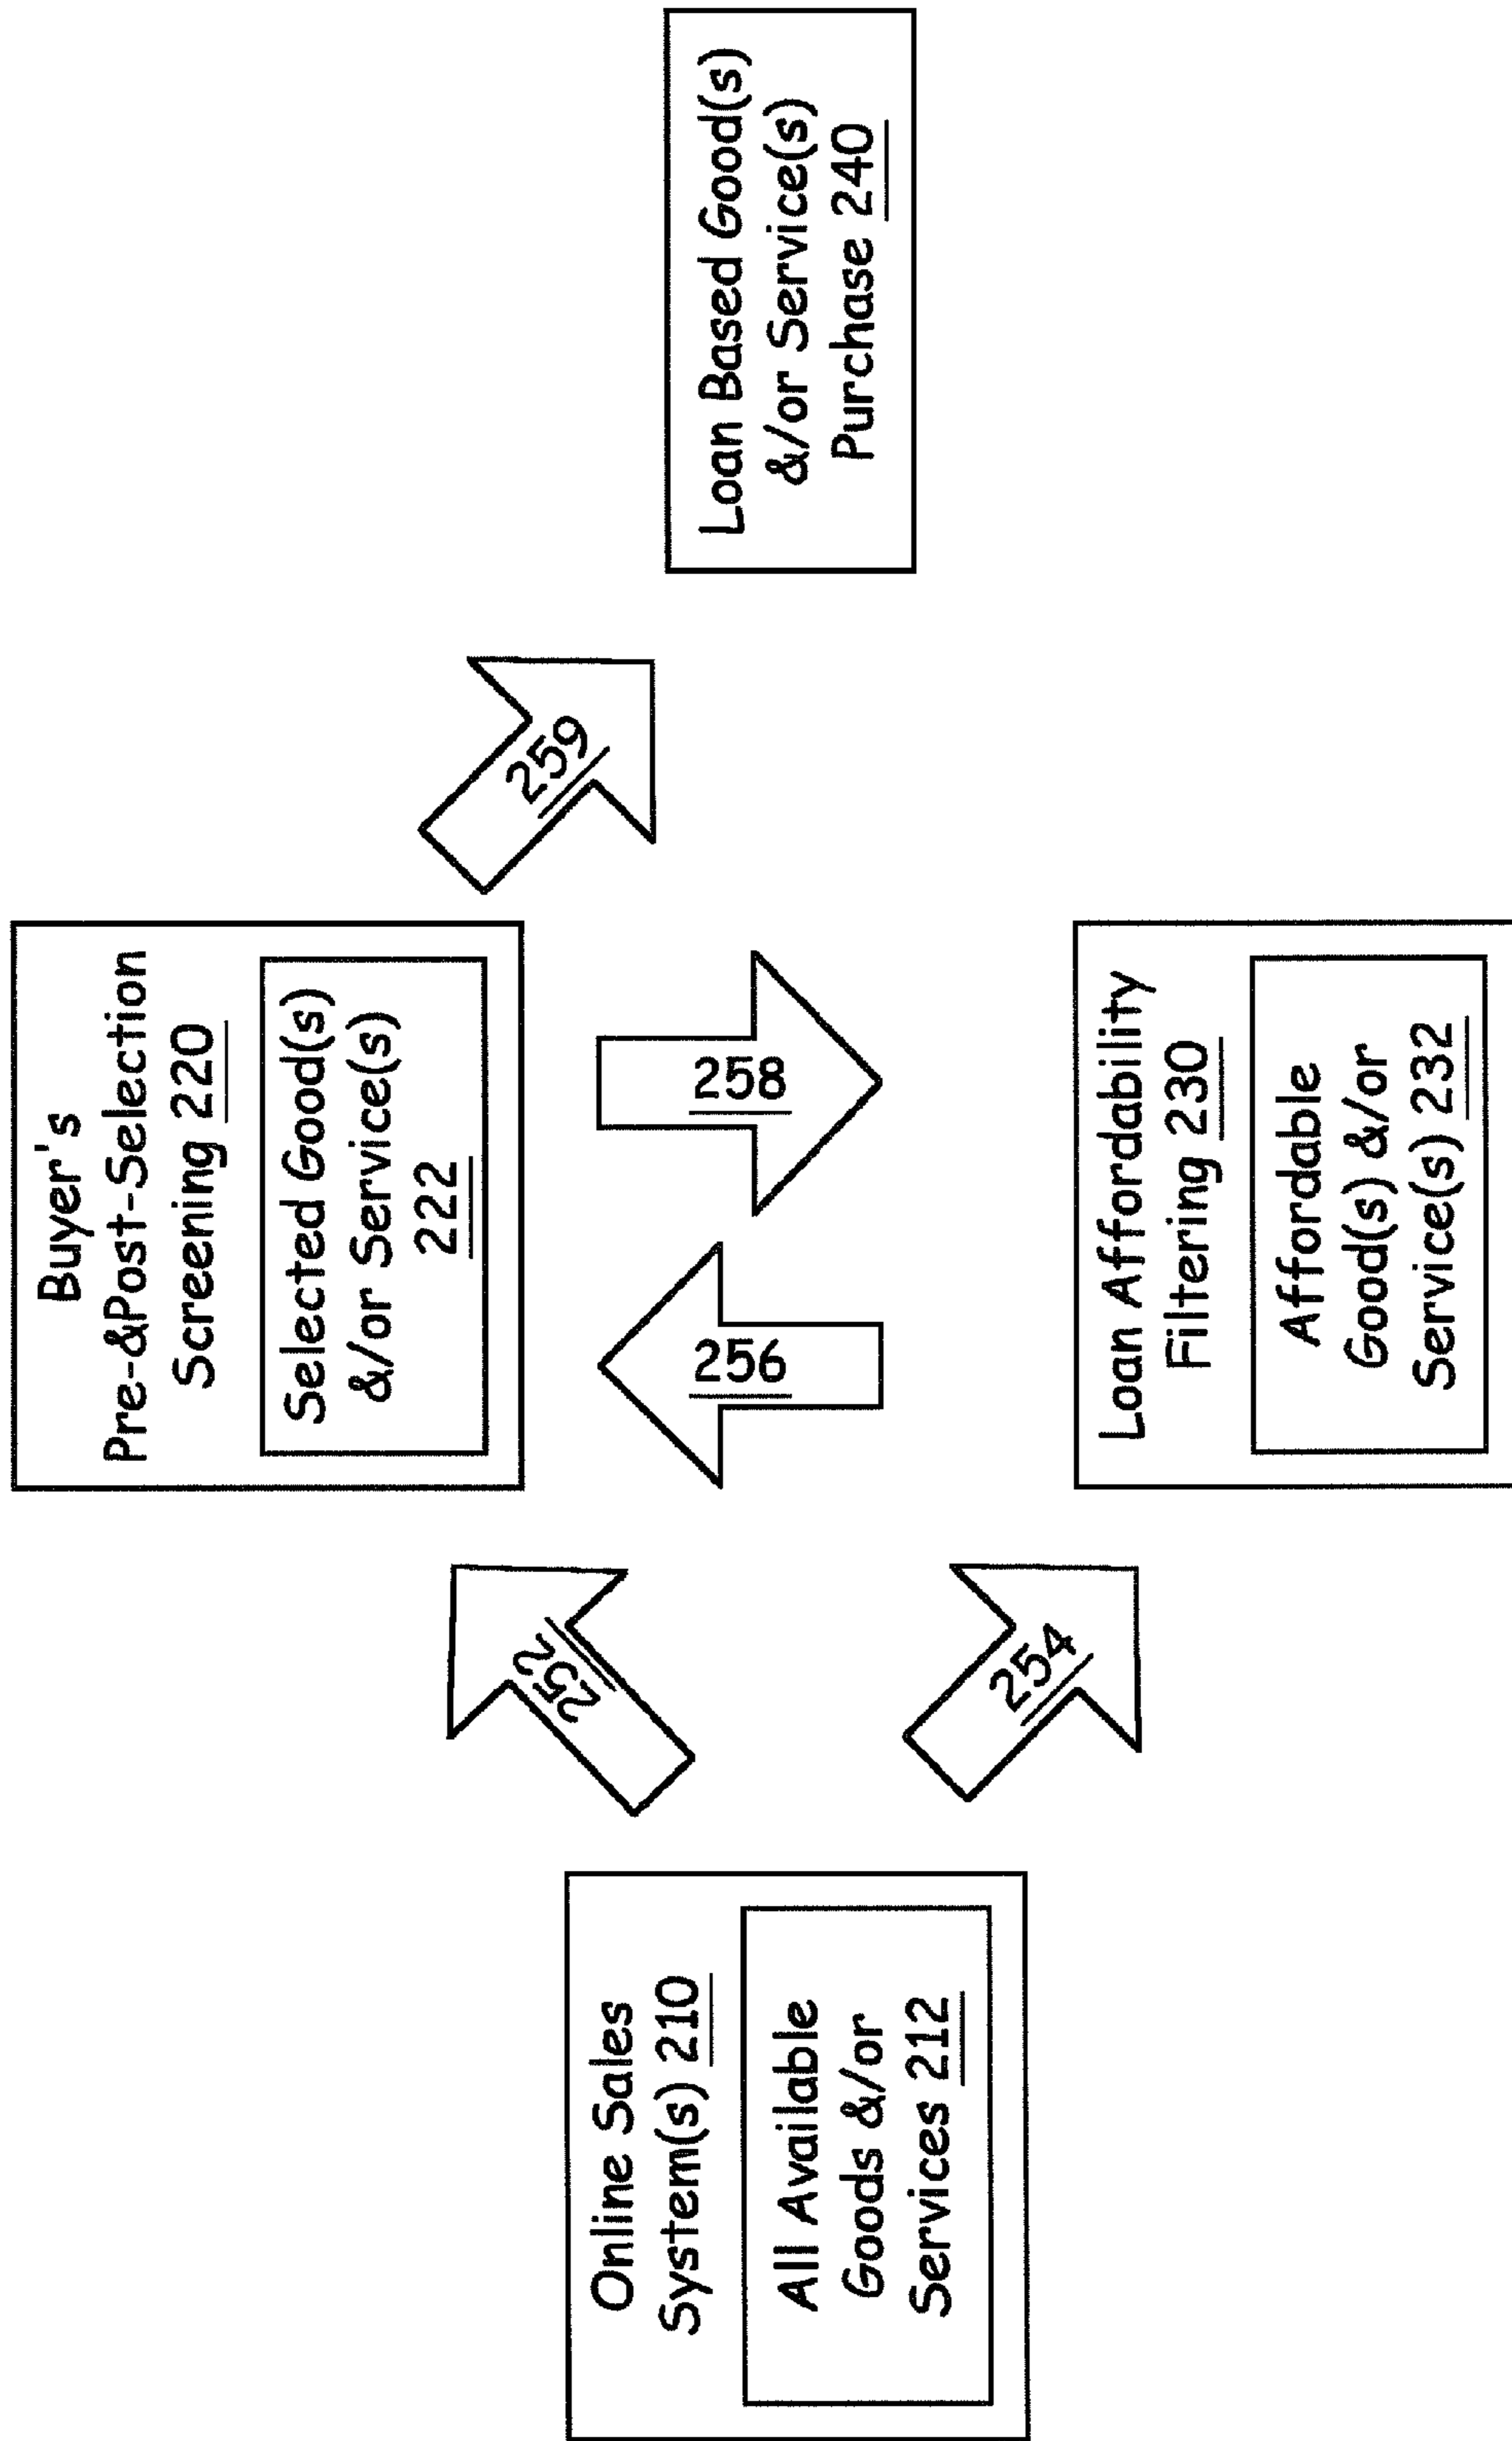 Online Sales
System(s) 210
All Available
Goods &/or
Services 212
252
254
Buyer's
Pre-&Post-Selection
Screening 220
Selected Good(s)
&/or Service(s)
222
256
258
Loan Affordability
Filtering 230
Affordable
Good(s) &/or
Service(s) 232
259
Loan Based Good(s)
&/or Service(s)
Purchase 240